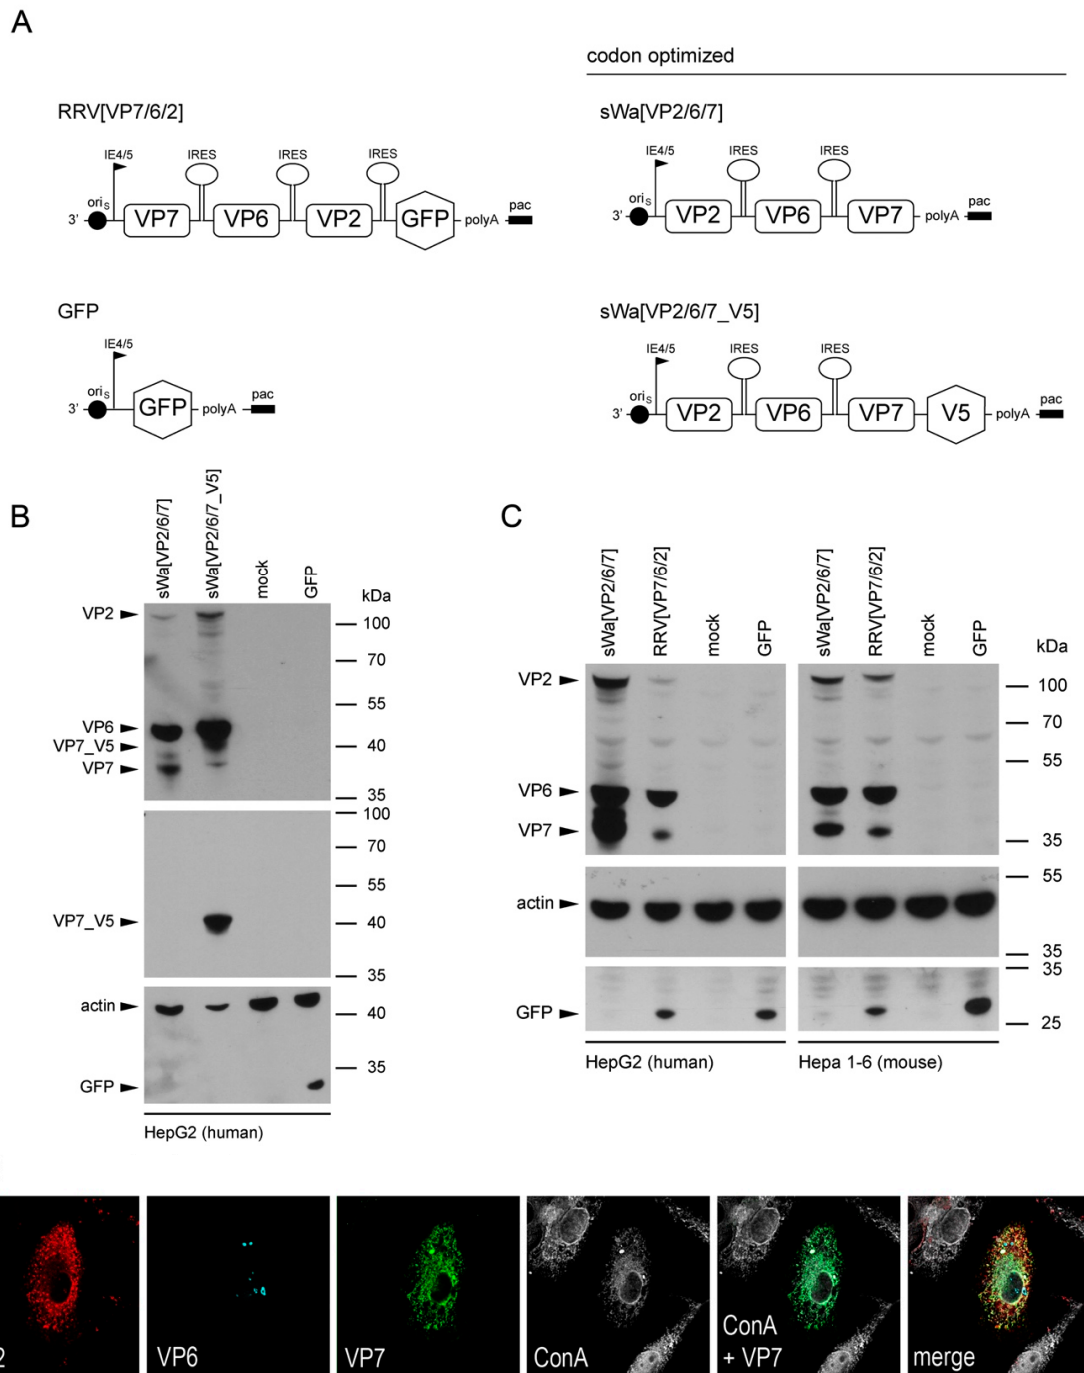 A
codon optimized
RRV[VP7/6/2]
IE4/5 IRES IRES IRES
3' oriS VP7 VP6 VP2 GFP polyA pac
sWa[VP2/6/7]
IE4/5 IRES IRES
3' oriS VP2 VP6 VP7 polyA pac
GFP
IE4/5
3' oriS GFP polyA pac
sWa[VP2/6/7_V5]
IE4/5 IRES IRES
3' oriS VP2 VP6 VP7 V5 polyA pac
B
sWa[VP2/6/7] sWa[VP2/6/7_V5] mock GFP
kDa
VP2
100
70
55
VP6
VP7_V5 40
VP7
35
100
70
55
VP7_V5 40
35
actin 40
35
GFP
HepG2 (human)
C
sWa[VP2/6/7] RRV[VP7/6/2] mock GFP sWa[VP2/6/7] RRV[VP7/6/2] mock GFP
kDa
VP2 100
70
55
VP6
VP7 35
55
actin
35
35
GFP 25
HepG2 (human) Hepa 1-6 (mouse)
2 VP6 VP7 ConA ConA + VP7 merge